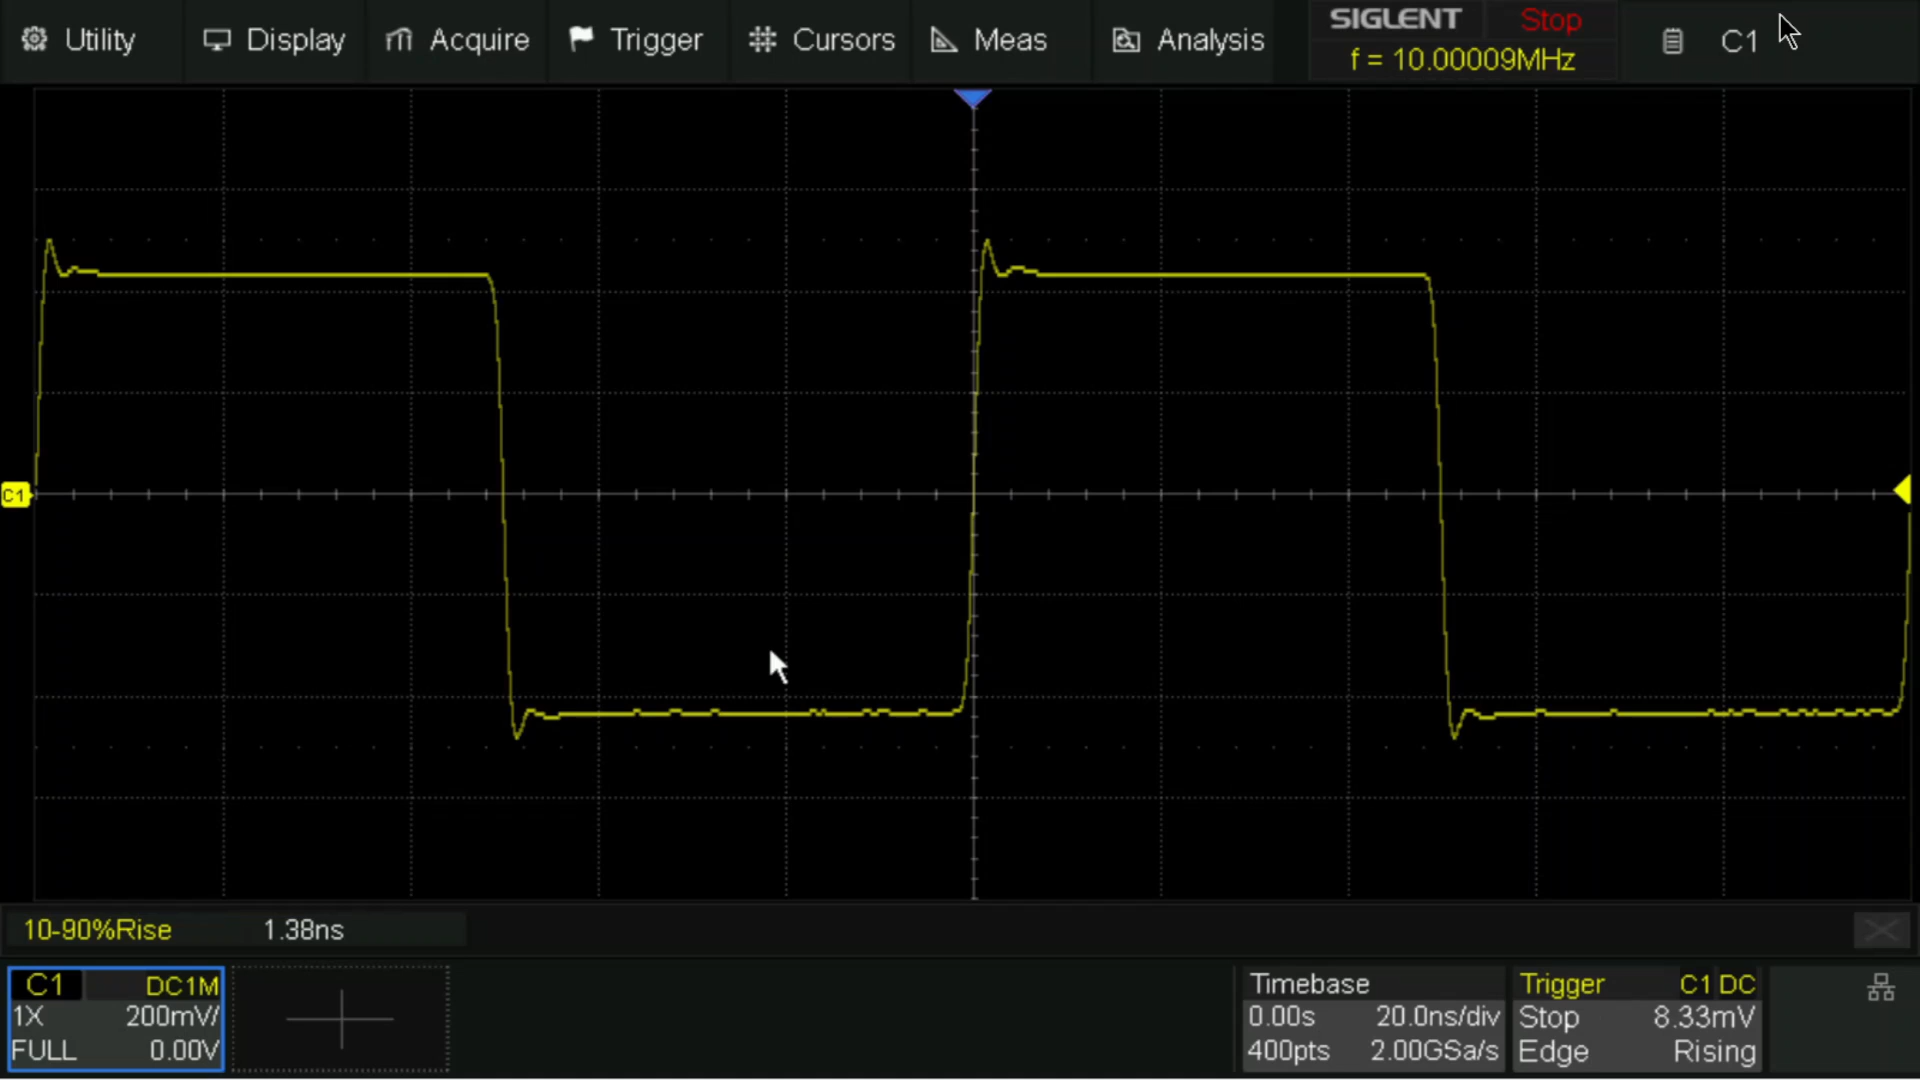 Utility Display Acquire Trigger Cursors Meas Analysis SIGLENT Stop C1
f = 10.00009MHz
C1
10-90%Rise 1.38ns
C1 DC1M
1X 200mV/
FULL 0.00V
Timebase
0.00s 20.0ns/div
400pts 2.00GSa/s
Trigger C1 DC
Stop 8.33mV
Edge Rising